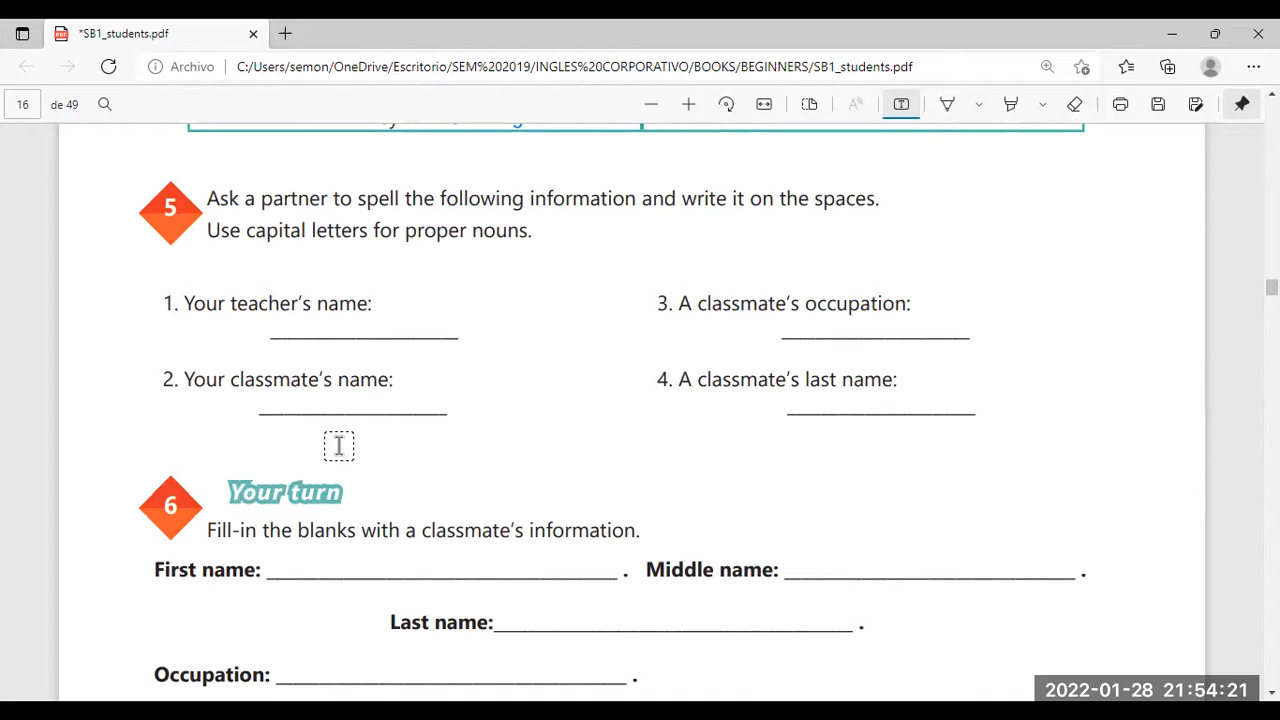 *SB1_students.pdf
Archivo C:/Users/semon/OneDrive/Escritorio/SEM%202019/INGLES%20CORPORATIVO/BOOKS/BEGINNERS/SB1_students.pdf
16 de 49
5 Ask a partner to spell the following information and write it on the spaces.
Use capital letters for proper nouns.
1. Your teacher's name: 3. A classmate's occupation:
2. Your classmate's name: 4. A classmate's last name:
6 Your turn
Fill-in the blanks with a classmate's information.
First name: ________________________________ . Middle name: ___________________________ .
Last name:_________________________________ .
Occupation: ________________________________ .
2022-01-28 21:54:21